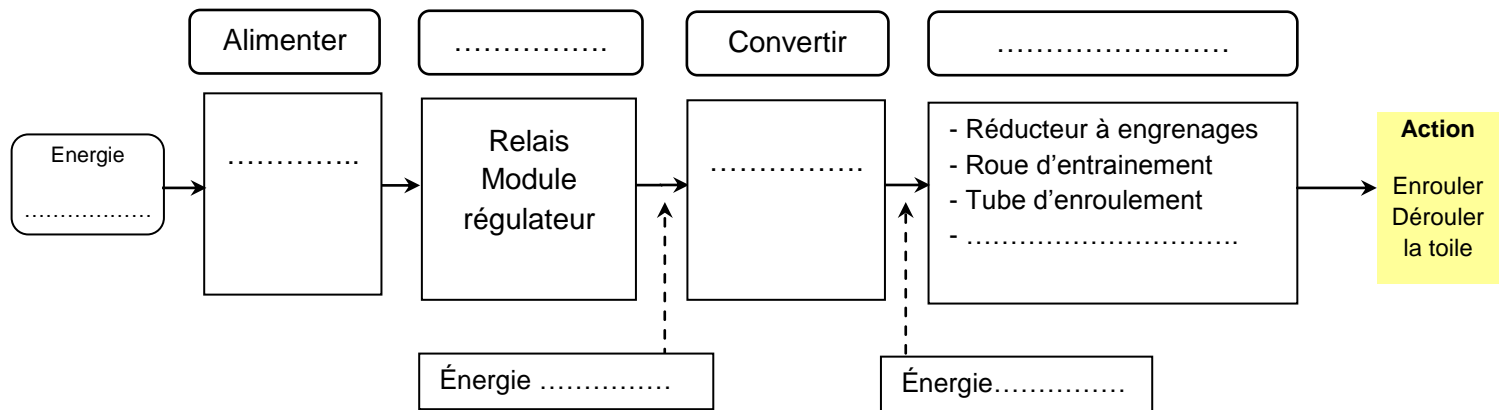 Alimenter
…………….
Convertir
…………………….
Energie
………………
…………..
Relais
Module
régulateur
……………
- Réducteur à engrenages
- Roue d'entrainement
- Tube d'enroulement
- ………………………….
Action
Enrouler
Dérouler
la toile
Énergie ……………
Énergie……………